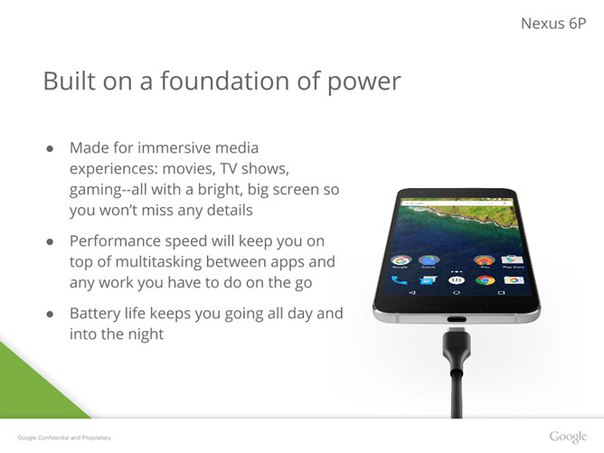 Nexus 6P
Built on a foundation of power
● Made for immersive media
experiences: movies, TV shows,
gaming--all with a bright, big screen so
you won’t miss any details
● Performance speed will keep you on
top of multitasking between apps and
any work you have to do on the go
● Battery life keeps you going all day and
into the night
Google Confidential and Proprietary
Google